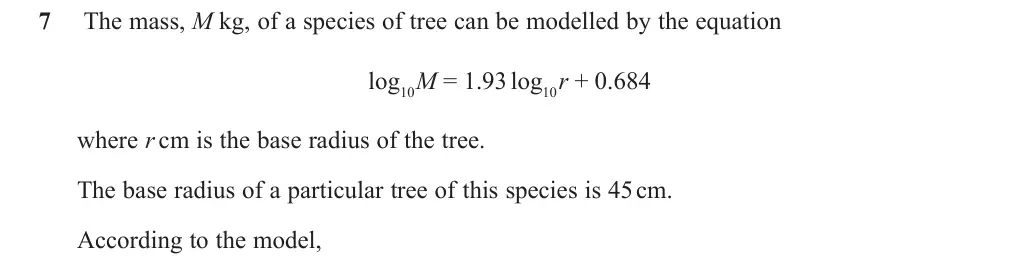 7 The mass, M kg, of a species of tree can be modelled by the equation
log₁₀M = 1.93 log₁₀r + 0.684
where r cm is the base radius of the tree.
The base radius of a particular tree of this species is 45 cm.
According to the model,